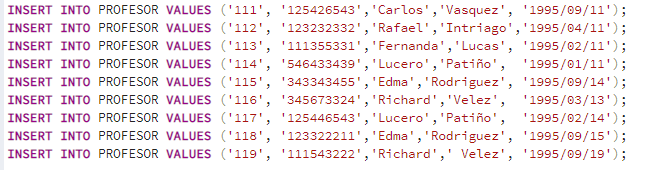 INSERT INTO PROFESOR VALUES ('111', '125426543','Carlos','Vasquez', '1995/09/11');
INSERT INTO PROFESOR VALUES ('112', '123232332','Rafael','Intriago','1995/04/11');
INSERT INTO PROFESOR VALUES ('113', '111355331','Fernanda','Lucas', '1995/02/11');
INSERT INTO PROFESOR VALUES ('114', '546433439','Lucero','Patiño',  '1995/01/11');
INSERT INTO PROFESOR VALUES ('115', '343343455','Edma','Rodriguez', '1995/09/14');
INSERT INTO PROFESOR VALUES ('116', '345673324','Richard','Velez',  '1995/03/13');
INSERT INTO PROFESOR VALUES ('117', '125446543','Lucero','Patiño',  '1995/02/14');
INSERT INTO PROFESOR VALUES ('118', '123322211','Edma','Rodriguez', '1995/09/15');
INSERT INTO PROFESOR VALUES ('119', '111543222','Richard',' Velez', '1995/09/19');